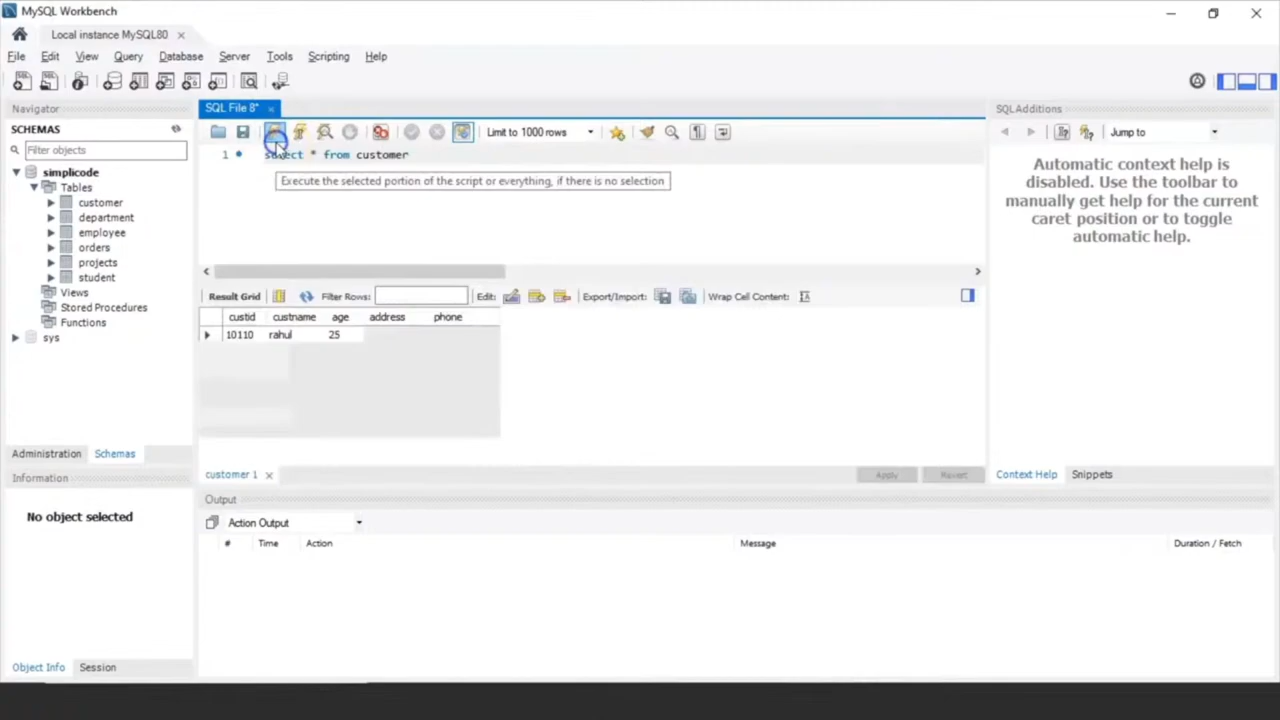 MySQL Workbench
Local instance MySQL80
File Edit View Query Database Server Tools Scripting Help
Navigator
SCHEMAS
Filter objects
simplicode
Tables
customer
department
employee
orders
projects
student
Views
Stored Procedures
Functions
sys
Administration Schemas
Information
No object selected
Object Info Session
SQL File 8*
Limit to 1000 rows
1 select * from customer
Execute the selected portion of the script or everything, if there is no selection
Result Grid Filter Rows: Edit: Export/Import: Wrap Cell Content:
custid custname age address phone
10110 rahul 25
customer 1 Apply Revert
Output
Action Output
# Time Action Message Duration / Fetch
SQLAdditions
Jump to
Automatic context help is
disabled. Use the toolbar to
manually get help for the current
caret position or to toggle
automatic help.
Context Help Snippets